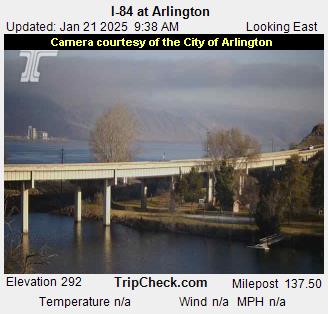 I-84 at Arlington
Updated: Jan 21 2025 9:38 AM Looking East
Camera courtesy of the City of Arlington
Elevation 292 TripCheck.com Milepost 137.50
Temperature n/a Wind n/a MPH n/a